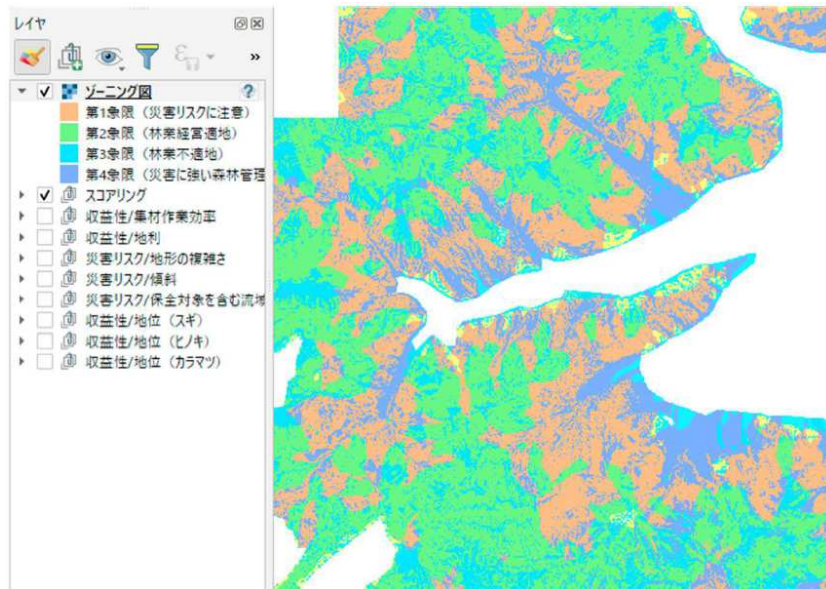 レイヤ
»
ゾーニング図
?
第1象限（災害リスクに注意）
第2象限（林業経営適地）
第3象限（林業不適地）
第4象限（災害に強い森林管理
スコアリング
収益性/集材作業効率
収益性/地利
災害リスク/地形の複雑さ
災害リスク/傾斜
災害リスク/保全対象を含む流域
収益性/地位（スギ）
収益性/地位（ヒノキ）
収益性/地位（カラマツ）